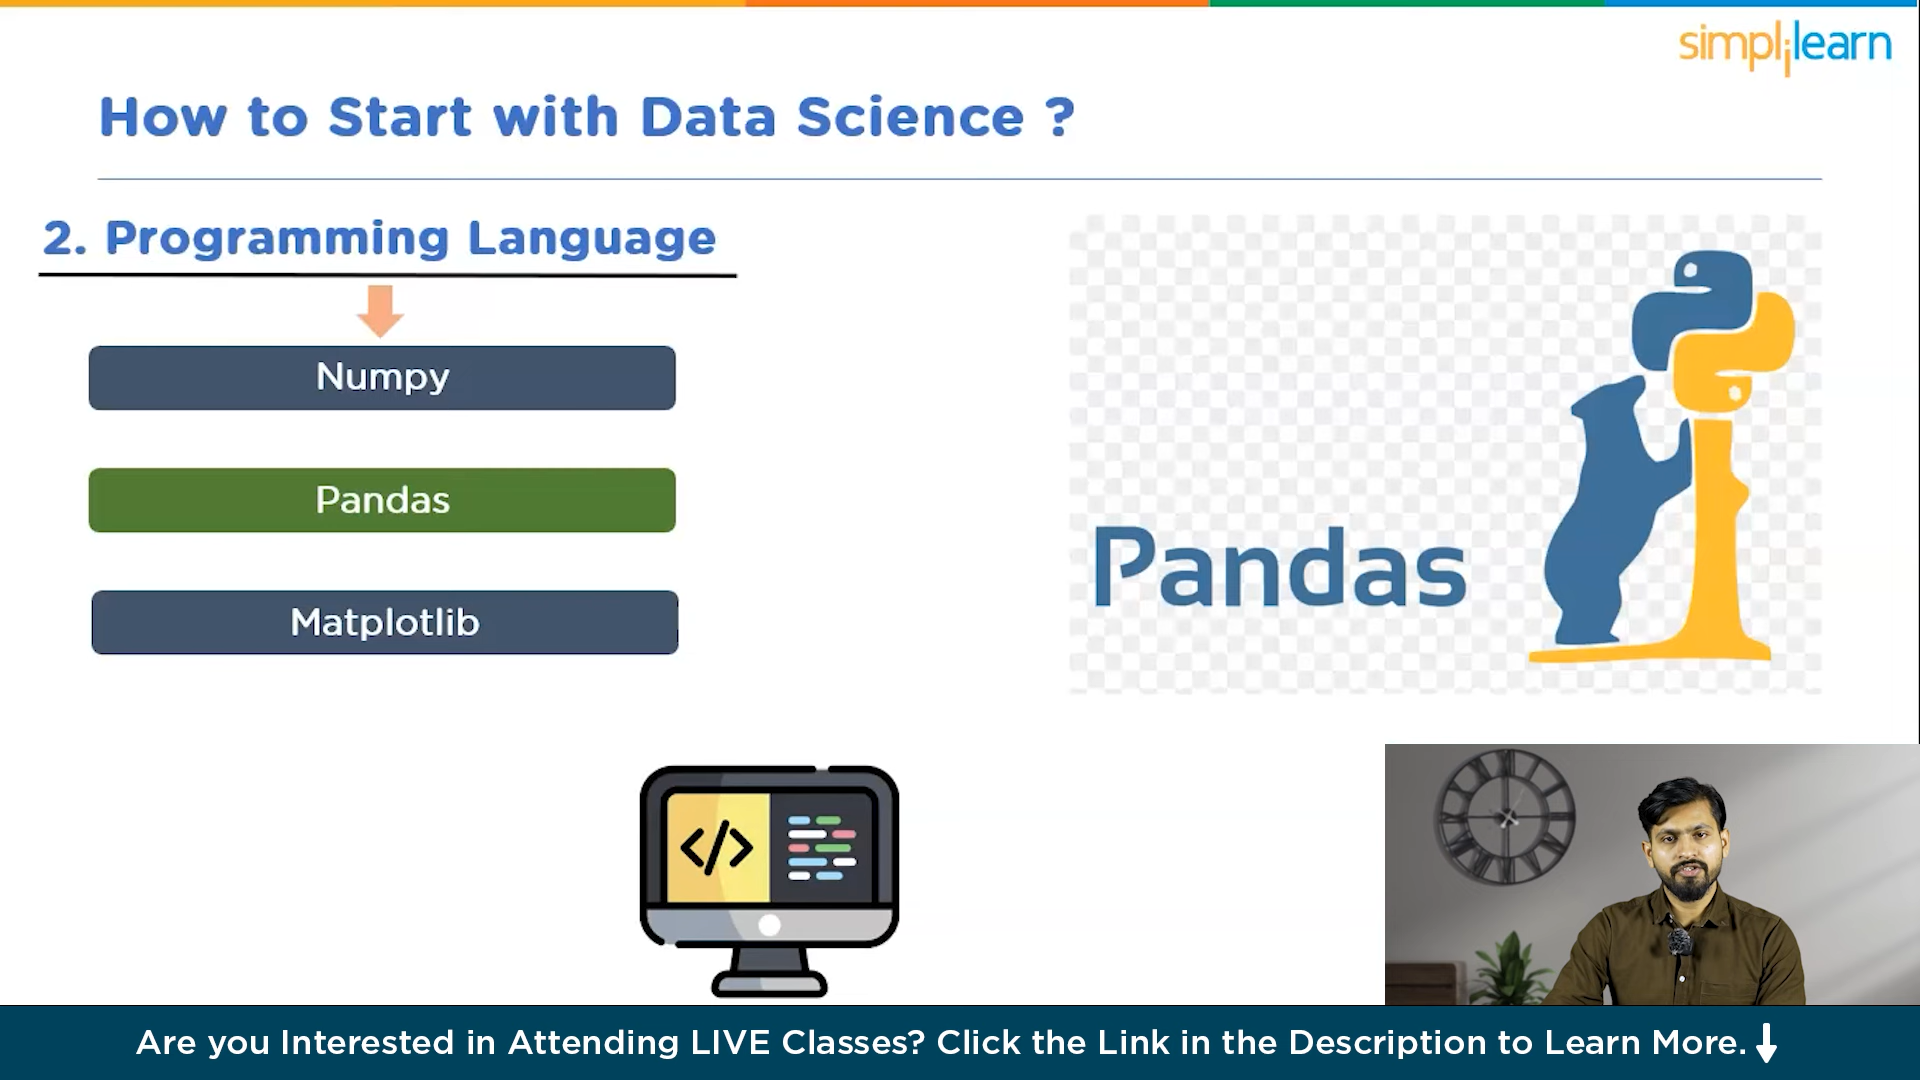 simplilearn
How to Start with Data Science ?
2. Programming Language
Numpy
Pandas
Matplotlib
Pandas
</>
Are you Interested in Attending LIVE Classes? Click the Link in the Description to Learn More.